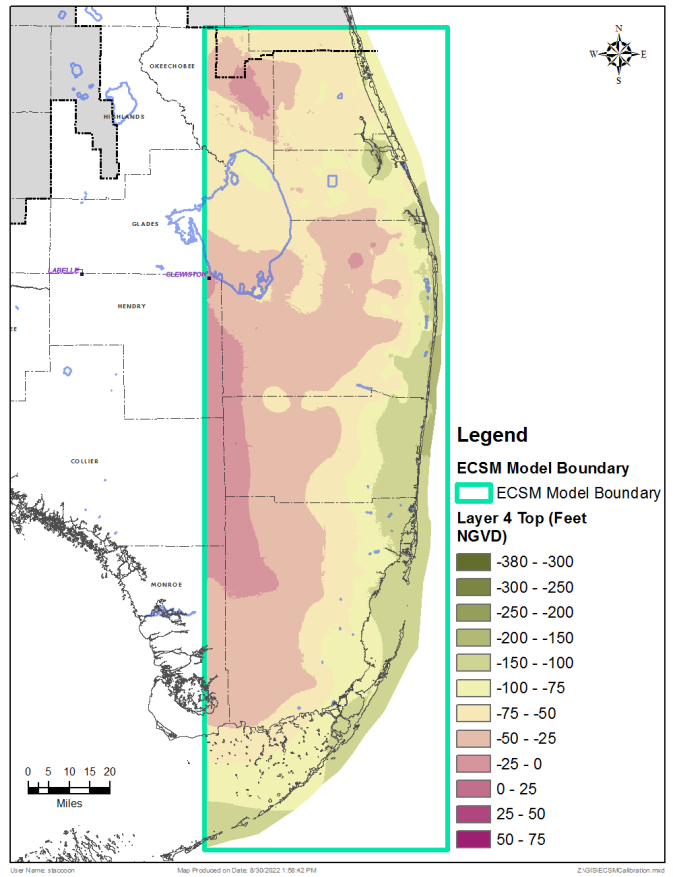 N
W E
S
OKEECHOBEE
HIGHLANDS
GLADES
LABELLE
CLEWISTON
HENDRY
EE
COLLIER
MONROE
Legend
ECSM Model Boundary
ECSM Model Boundary
Layer 4 Top (Feet
NGVD)
-380 - -300
-300 - -250
-250 - -200
-200 - -150
-150 - -100
-100 - -75
-75 - -50
-50 - -25
-25 - 0
0 - 25
25 - 50
50 - 75
0 5 10 15 20
Miles
User Name: staccoon
Map Produced on Date: 8/30/2022 1:58:42 PM
Z:\GIS\ECSMCalibration.mxd